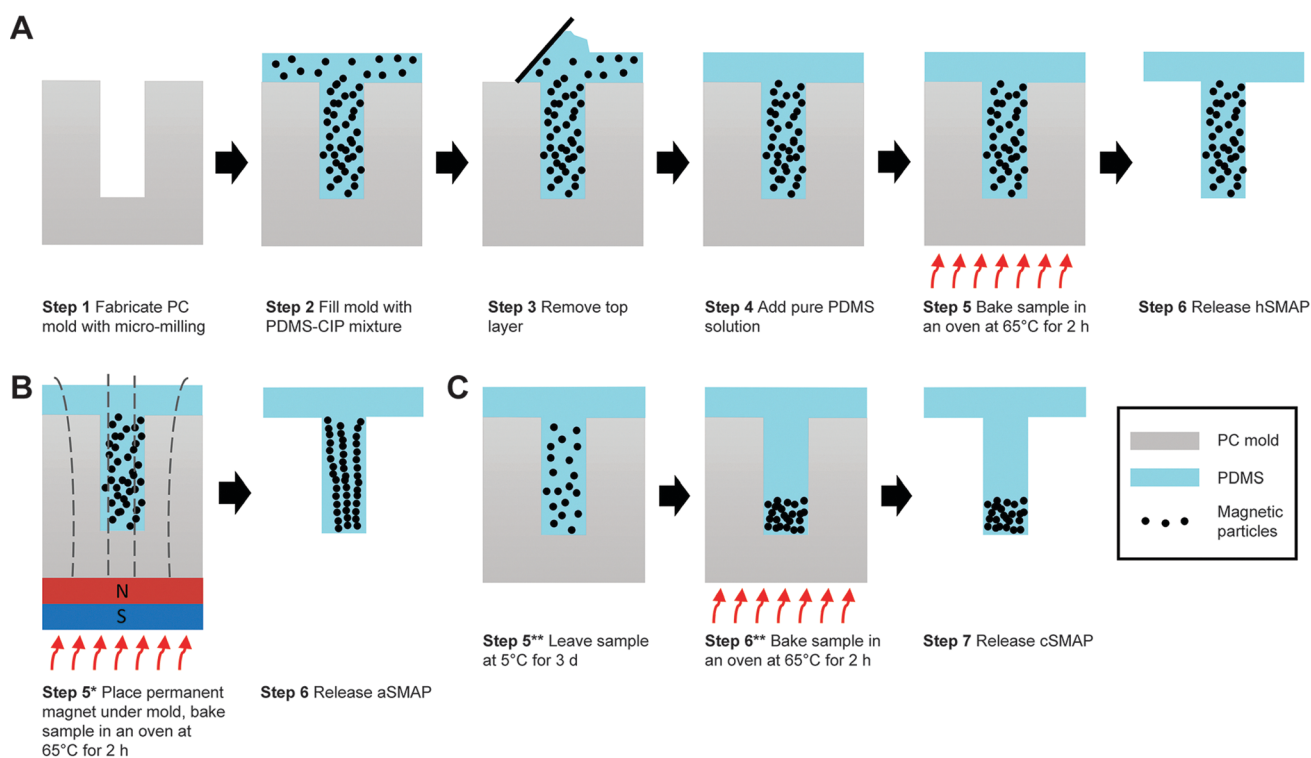 A
Step 1 Fabricate PC
mold with micro-milling
Step 2 Fill mold with
PDMS-CIP mixture
Step 3 Remove top
layer
Step 4 Add pure PDMS
solution
Step 5 Bake sample in
an oven at 65°C for 2 h
Step 6 Release hSMAP
B
N
S
Step 5* Place permanent
magnet under mold, bake
sample in an oven at
65°C for 2 h
Step 6 Release aSMAP
C
Step 5** Leave sample
at 5°C for 3 d
Step 6** Bake sample in
an oven at 65°C for 2 h
Step 7 Release cSMAP
PC mold
PDMS
Magnetic
particles